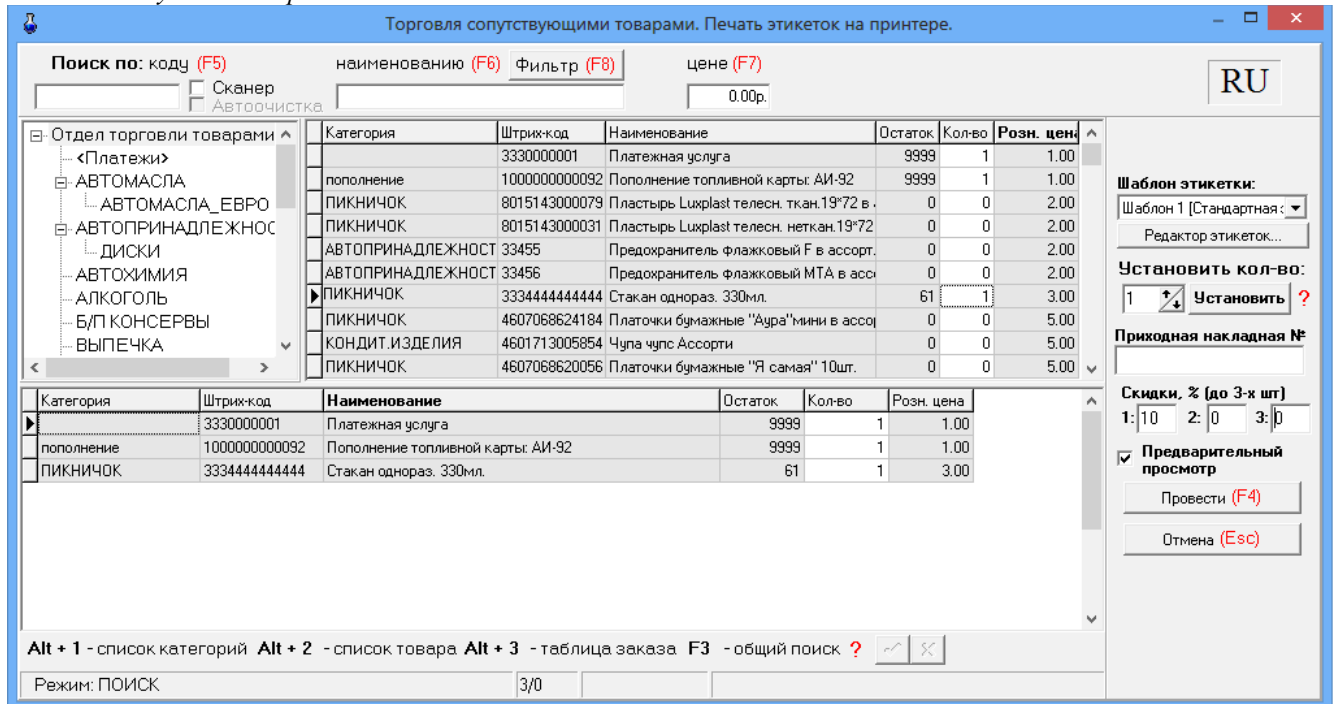 Торговля сопутствующими товарами. Печать этикеток на принтере.
Поиск по: коду (F5) наименованию (F6) Фильтр (F8) цене (F7)
Сканер
Автоочистка
0.00р.
RU
Отдел торговли товарами
<Платежи>
АВТОМАСЛА
АВТОМАСЛА_ЕВРО
АВТОПРИНАДЛЕЖНОС
ДИСКИ
АВТОХИМИЯ
АЛКОГОЛЬ
Б/П КОНСЕРВЫ
ВЫПЕЧКА
Категория Штрих-код Наименование Остаток Кол-во Розн. цена
3330000001 Платежная услуга 9999 1 1.00
пополнение 1000000000092 Пополнение топливной карты: АИ-92 9999 1 1.00
ПИКНИЧОК 8015143000079 Пластырь Luxplast телесн. ткан.19*72 в 0 0 2.00
ПИКНИЧОК 8015143000031 Пластырь Luxplast телесн. неткан.19*72 0 0 2.00
АВТОПРИНАДЛЕЖНОСТ 33455 Предохранитель флажковый F в ассорт. 0 0 2.00
АВТОПРИНАДЛЕЖНОСТ 33456 Предохранитель флажковый МТА в асс 0 0 2.00
ПИКНИЧОК 3334444444444 Стакан однораз. 330мл. 61 1 3.00
ПИКНИЧОК 4607068624184 Платочки бумажные "Аура"мини в ассор 0 0 5.00
КОНДИТ.ИЗДЕЛИЯ 4601713005854 Чупа чупс Ассорти 0 0 5.00
ПИКНИЧОК 4607068620056 Платочки бумажные "Я самая" 10шт. 0 0 5.00
Шаблон этикетки:
Шаблон 1 [Стандартная
Редактор этикеток...
Установить кол-во:
1 Установить ?
Приходная накладная №
Скидки, % (до 3-х шт)
1: 10 2: 0 3: 0
Предварительный
просмотр
Провести (F4)
Отмена (Esc)
Категория Штрих-код Наименование Остаток Кол-во Розн. цена
3330000001 Платежная услуга 9999 1 1.00
пополнение 1000000000092 Пополнение топливной карты: АИ-92 9999 1 1.00
ПИКНИЧОК 3334444444444 Стакан однораз. 330мл. 61 1 3.00
Alt + 1 - список категорий Alt + 2 - список товара Alt + 3 - таблица заказа F3 - общий поиск ?
Режим: ПОИСК 3/0